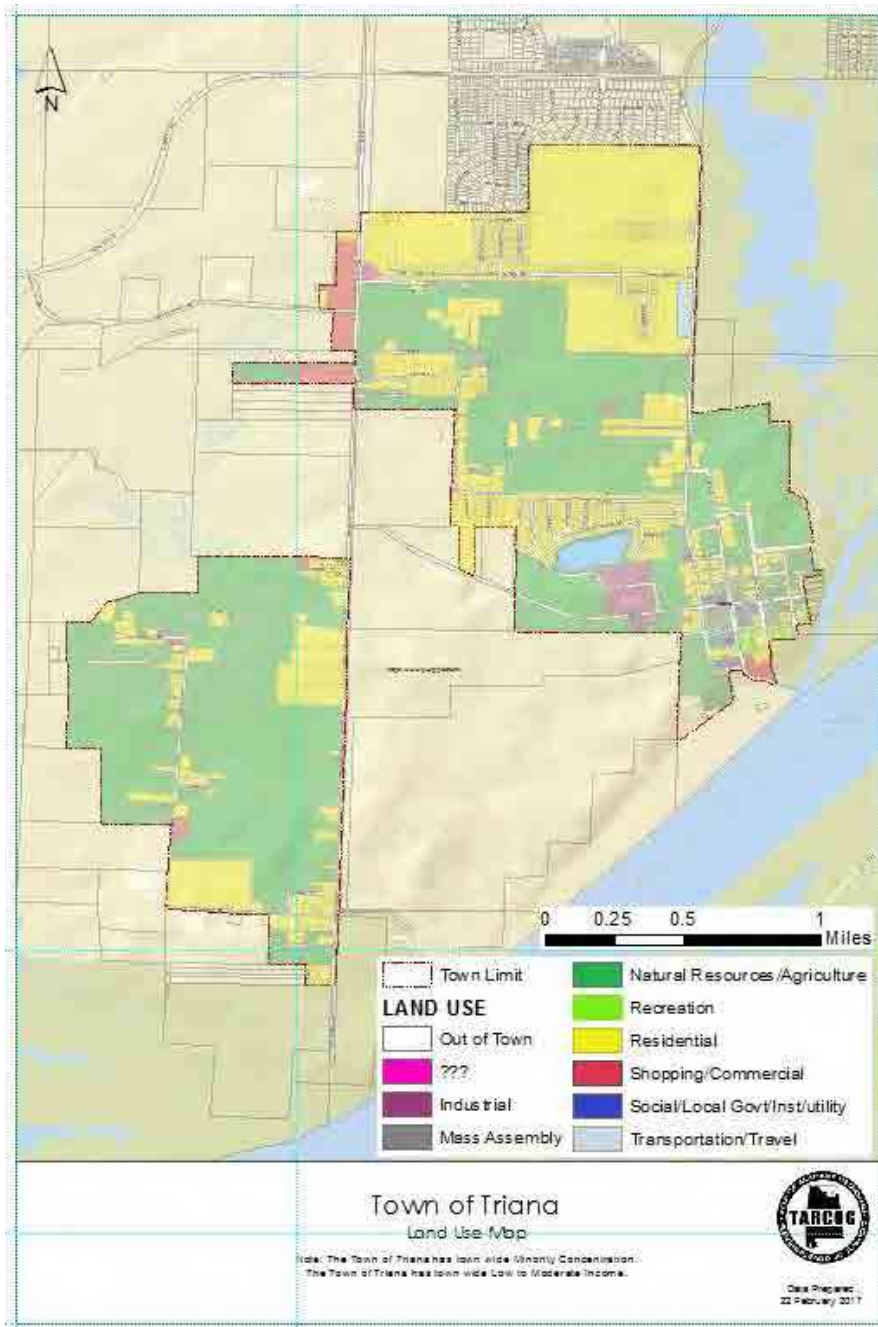 N
0 0.25 0.5 1
Miles
Town Limit
LAND USE
Out of Town
???
Industrial
Mass Assembly
Natural Resources/Agriculture
Recreation
Residential
Shopping/Commercial
Social/Local Govt/Inst/utility
Transportation/Travel
Town of Triana
Land Use Map
Note: The Town of Triana has town wide Minority Concentration.
The Town of Triana has town wide Low to Moderate Income.
TARCOG
Date Prepared
22 February 2017